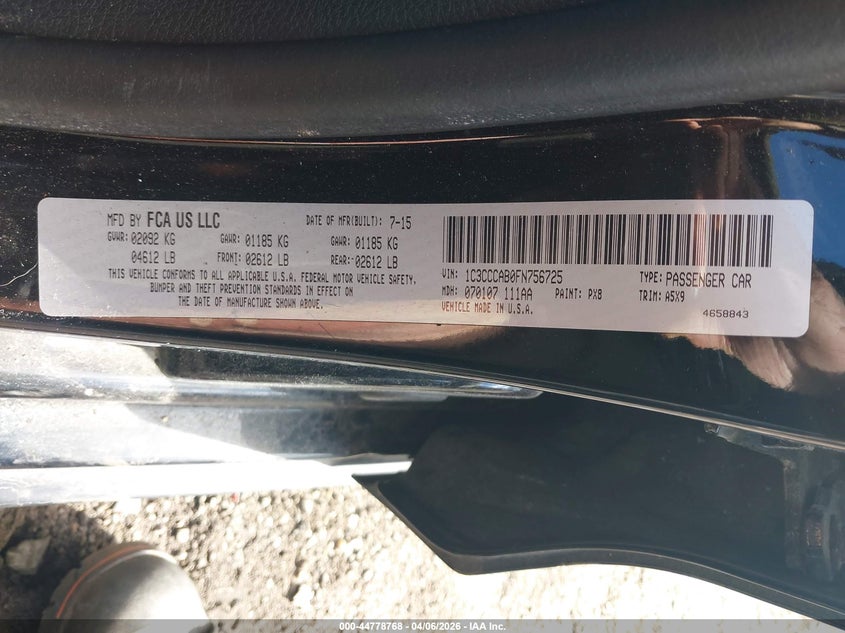 MFD BY FCA US LLC DATE OF MFR(BUILT): 7-15
GVWR: 02092 KG GAWR: 01185 KG GAWR: 01185 KG
04612 LB FRONT: 02612 LB REAR: 02612 LB
THIS VEHICLE CONFORMS TO ALL APPLICABLE U.S.A. FEDERAL MOTOR VEHICLE SAFETY,
BUMPER AND THEFT PREVENTION STANDARDS IN EFFECT ON
THE DATE OF MANUFACTURE SHOWN ABOVE.
VIN: 1C3CCCAB0FN756725 TYPE: PASSENGER CAR
MDH: 070107 111AA PAINT: PX8 TRIM: A5X9
VEHICLE MADE IN U.S.A. 4658843
000-44778768 - 04/06/2026 - IAA Inc.